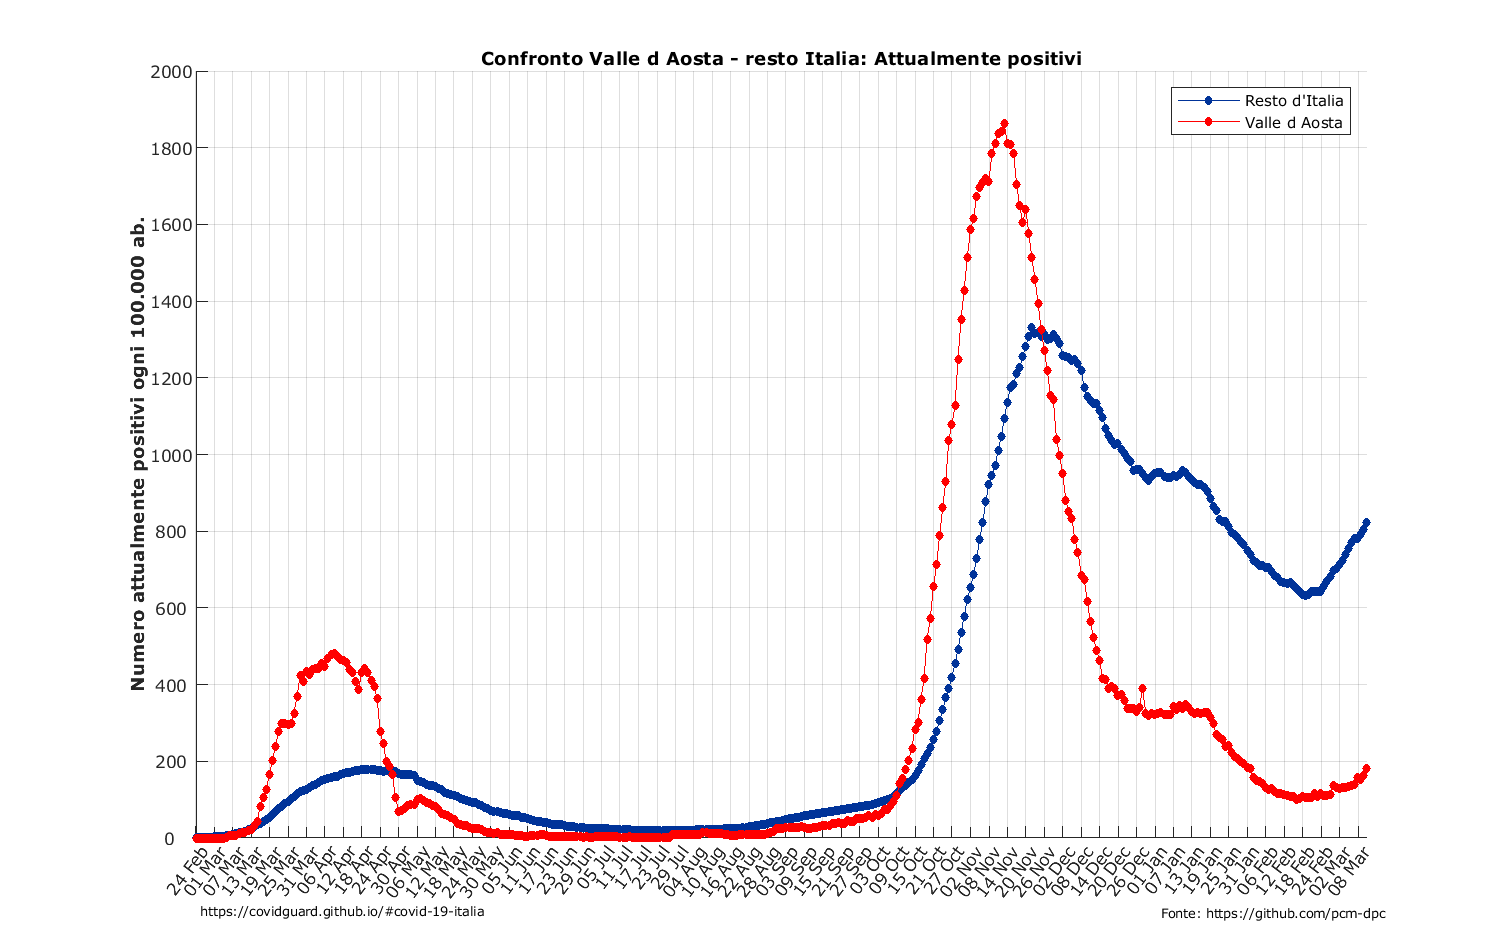 Confronto Valle d Aosta - resto Italia: Attualmente positivi
Resto d'Italia
Valle d Aosta
Numero attualmente positivi ogni 100.000 ab.
2000
1800
1600
1400
1200
1000
800
600
400
200
0
24 Feb
01 Mar
07 Mar
13 Mar
19 Mar
25 Mar
31 Mar
06 Apr
12 Apr
18 Apr
24 Apr
30 Apr
06 May
12 May
18 May
24 May
30 May
05 Jun
11 Jun
17 Jun
23 Jun
29 Jun
05 Jul
11 Jul
17 Jul
23 Jul
29 Jul
04 Aug
10 Aug
16 Aug
22 Aug
28 Aug
03 Sep
09 Sep
15 Sep
21 Sep
27 Sep
03 Oct
09 Oct
15 Oct
21 Oct
27 Oct
02 Nov
08 Nov
14 Nov
20 Nov
26 Nov
02 Dec
08 Dec
14 Dec
20 Dec
26 Dec
01 Jan
07 Jan
13 Jan
19 Jan
25 Jan
31 Jan
06 Feb
12 Feb
18 Feb
24 Feb
02 Mar
08 Mar
https://covidguard.github.io/#covid-19-italia
Fonte: https://github.com/pcm-dpc